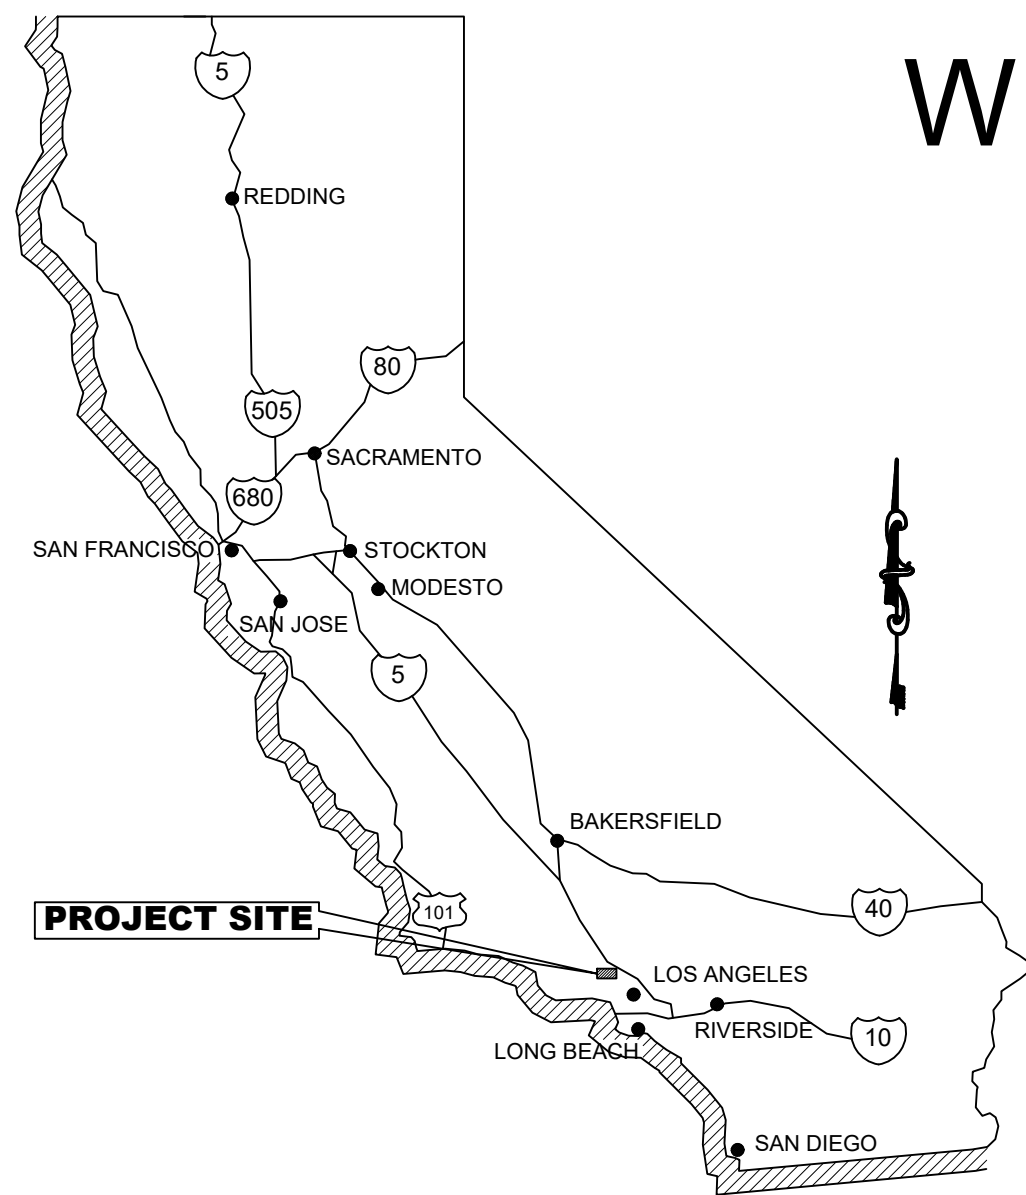 W
5
REDDING
80
505
SACRAMENTO
680
SAN FRANCISCO
STOCKTON
MODESTO
SAN JOSE
5
BAKERSFIELD
40
101
PROJECT SITE
LOS ANGELES
RIVERSIDE
10
LONG BEACH
SAN DIEGO